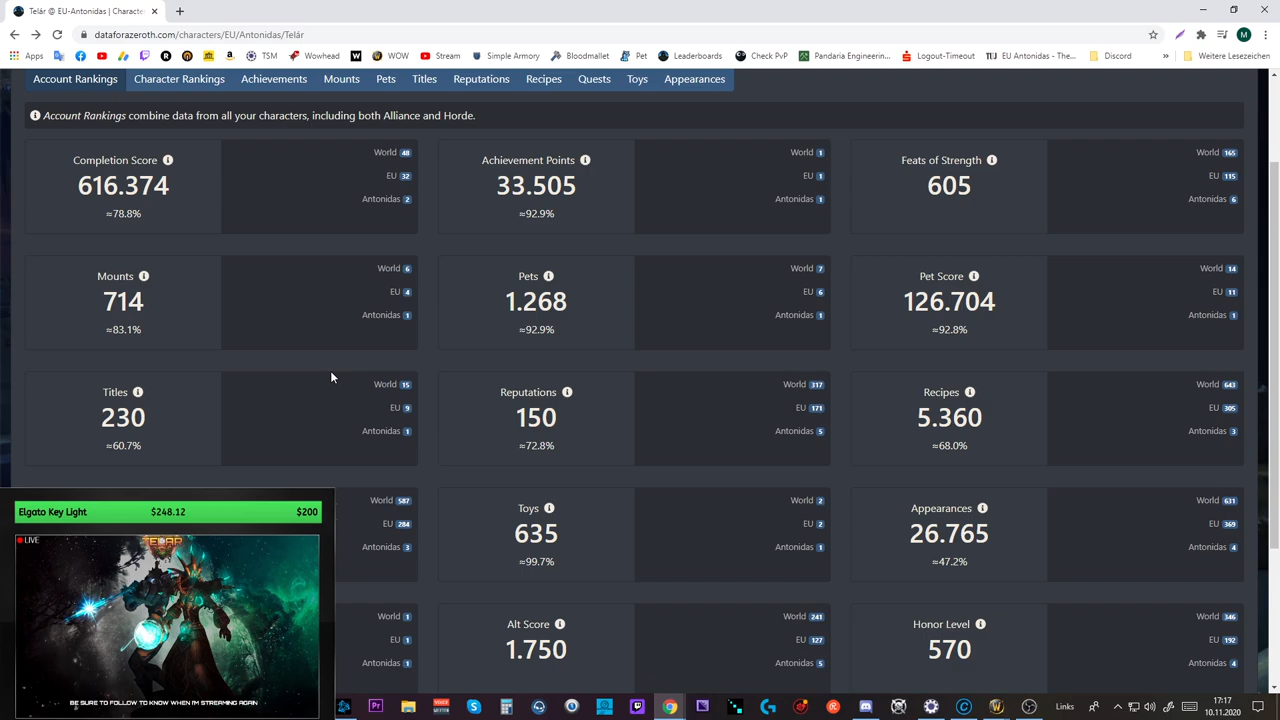 Telár @ EU-Antonidas | Characte
dataforazeroth.com/characters/EU/Antonidas/Telár
M
Apps TSM Wowhead WOW Stream Simple Armory Bloodmallet Pet Leaderboards Check PvP Pandaria Engineerin... Logout-Timeout EU Antonidas - The... Discord » Weitere Lesezeichen
Account Rankings Character Rankings Achievements Mounts Pets Titles Reputations Recipes Quests Toys Appearances
Account Rankings combine data from all your characters, including both Alliance and Horde.
Completion Score
616.374
≈78.8%
World 48
EU 32
Antonidas 2
Achievement Points
33.505
≈92.9%
World 1
EU 1
Antonidas 1
Feats of Strength
605
World 165
EU 115
Antonidas 6
Mounts
714
≈83.1%
World 6
EU 4
Antonidas 1
Pets
1.268
≈92.9%
World 7
EU 6
Antonidas 1
Pet Score
126.704
≈92.8%
World 14
EU 11
Antonidas 1
Titles
230
≈60.7%
World 15
EU 9
Antonidas 1
Reputations
150
≈72.8%
World 317
EU 171
Antonidas 5
Recipes
5.360
≈68.0%
World 643
EU 305
Antonidas 3
World 587
EU 284
Antonidas 3
Toys
635
≈99.7%
World 2
EU 2
Antonidas 1
Appearances
26.765
≈47.2%
World 631
EU 369
Antonidas 4
World 1
EU 1
Antonidas 1
Alt Score
1.750
World 241
EU 127
Antonidas 5
Honor Level
570
World 346
EU 192
Antonidas 4
Elgato Key Light $248.12 $200
LIVE
TELAR
BE SURE TO FOLLOW TO KNOW WHEN I'M STREAMING AGAIN
Links
17:17
10.11.2020